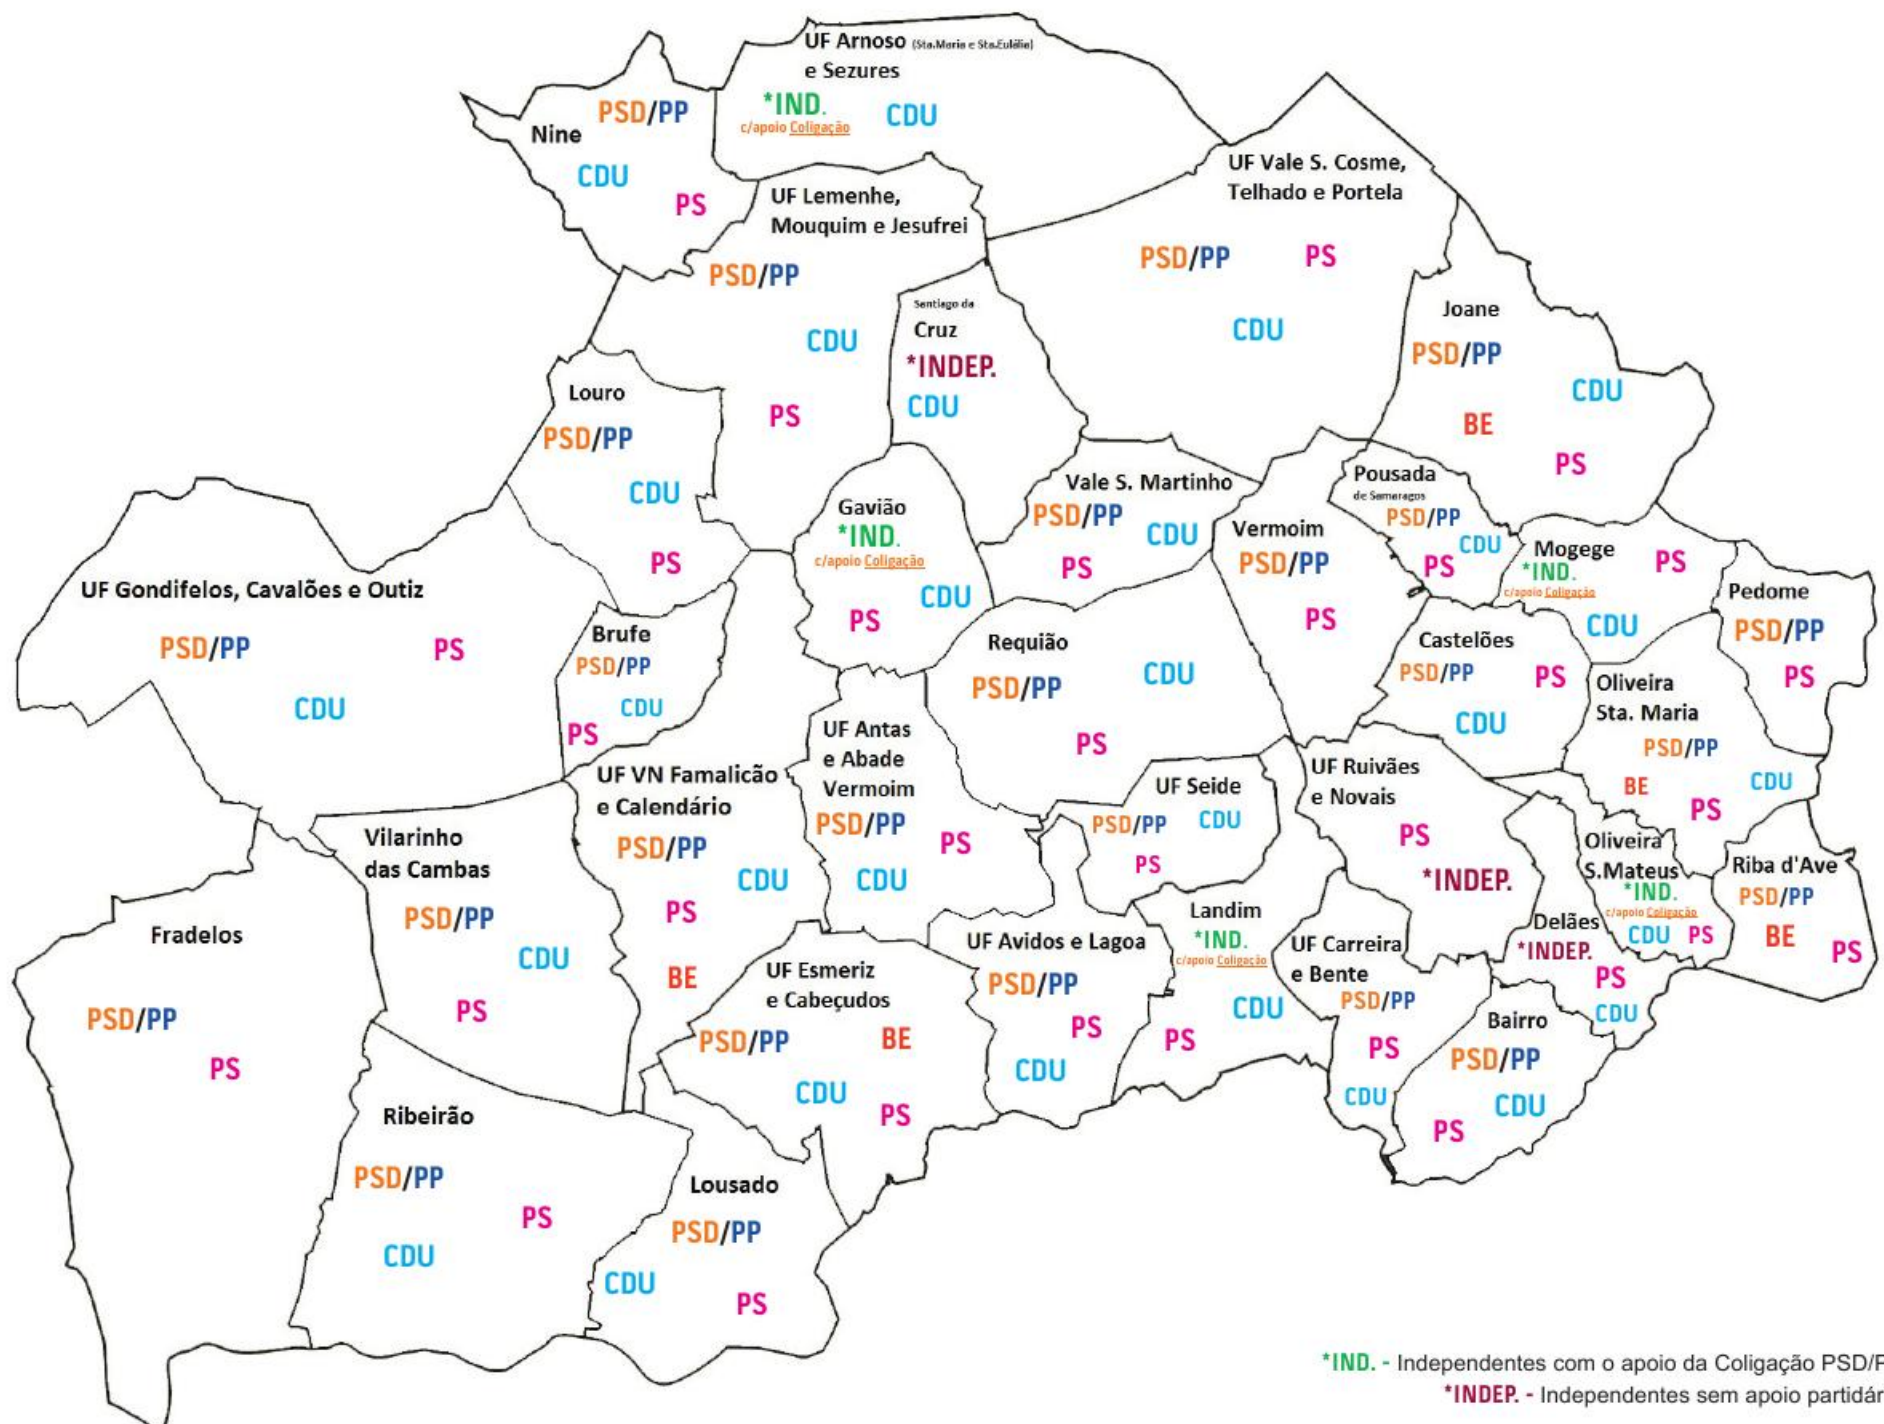 UF Arnoso (Sta.Maria e Sta.Eulália)
e Sezures
*IND.
c/apoio Coligação
CDU
Nine
PSD/PP
CDU
PS
UF Lemenhe,
Mouquim e Jesufrei
PSD/PP
CDU
PS
UF Vale S. Cosme,
Telhado e Portela
PSD/PP
PS
CDU
Santiago da
Cruz
*INDEP.
CDU
Joane
PSD/PP
CDU
BE
PS
Louro
PSD/PP
CDU
PS
Gavião
*IND.
c/apoio Coligação
CDU
PS
Vale S. Martinho
PSD/PP
CDU
PS
Vermoim
PSD/PP
PS
Pousada
de Saramagos
PSD/PP
CDU
PS
Mogege
*IND.
c/apoio Coligação
PS
CDU
Pedome
PSD/PP
PS
UF Gondifelos, Cavalões e Outiz
PSD/PP
PS
CDU
Brufe
PSD/PP
CDU
PS
Requião
PSD/PP
CDU
PS
Castelões
PSD/PP
PS
CDU
Oliveira
Sta. Maria
PSD/PP
BE
CDU
PS
UF VN Famalicão
e Calendário
PSD/PP
CDU
PS
BE
UF Antas
e Abade
Vermoim
PSD/PP
PS
CDU
UF Seide
PSD/PP
CDU
PS
UF Ruivães
e Novais
PS
*INDEP.
Oliveira
S.Mateus
*IND.
c/apoio Coligação
CDU
PS
Riba d'Ave
PSD/PP
BE
PS
Vilarinho
das Cambas
PSD/PP
CDU
PS
Fradelos
PSD/PP
PS
UF Esmeriz
e Cabeçudos
PSD/PP
BE
CDU
PS
UF Avidos e Lagoa
PSD/PP
PS
CDU
Landim
*IND.
c/apoio Coligação
CDU
PS
UF Carreira
e Bente
PSD/PP
PS
CDU
Delães
*INDEP.
PS
CDU
Bairro
PSD/PP
CDU
PS
Ribeirão
PSD/PP
PS
CDU
Lousado
PSD/PP
CDU
PS
*IND. - Independentes com o apoio da Coligação PSD/P
*INDEP. - Independentes sem apoio partidár